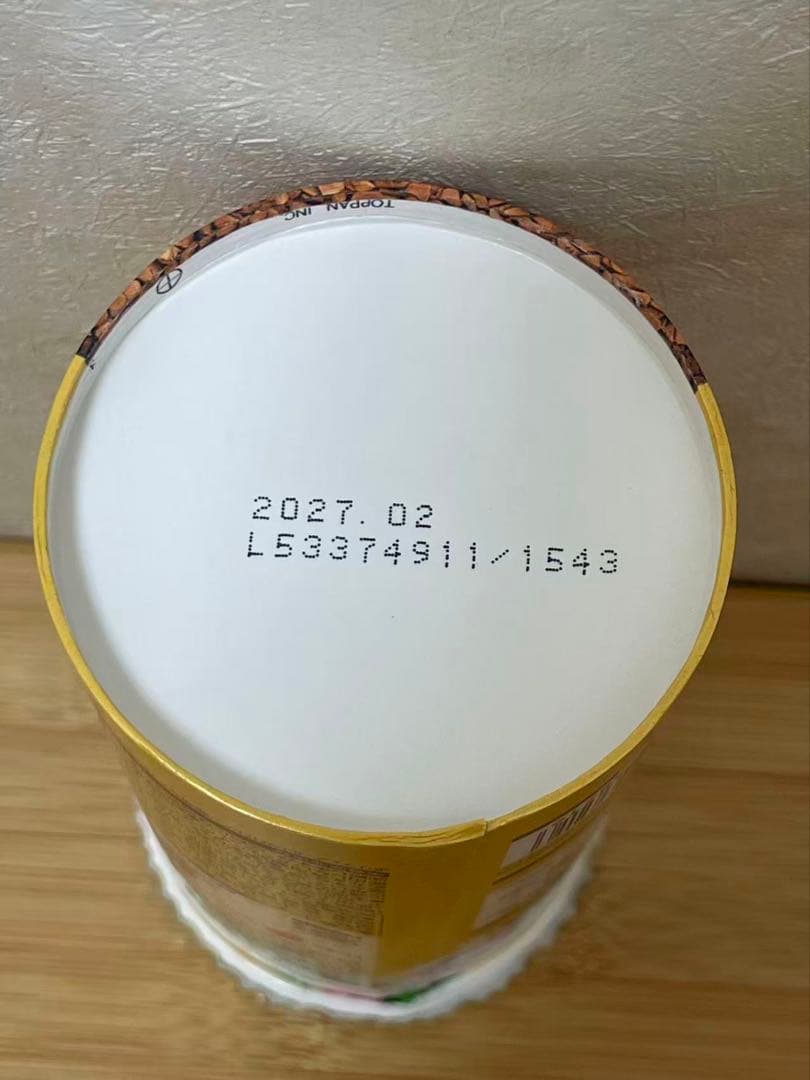 TOPPAN INC
2027. 02
L53374911/1543